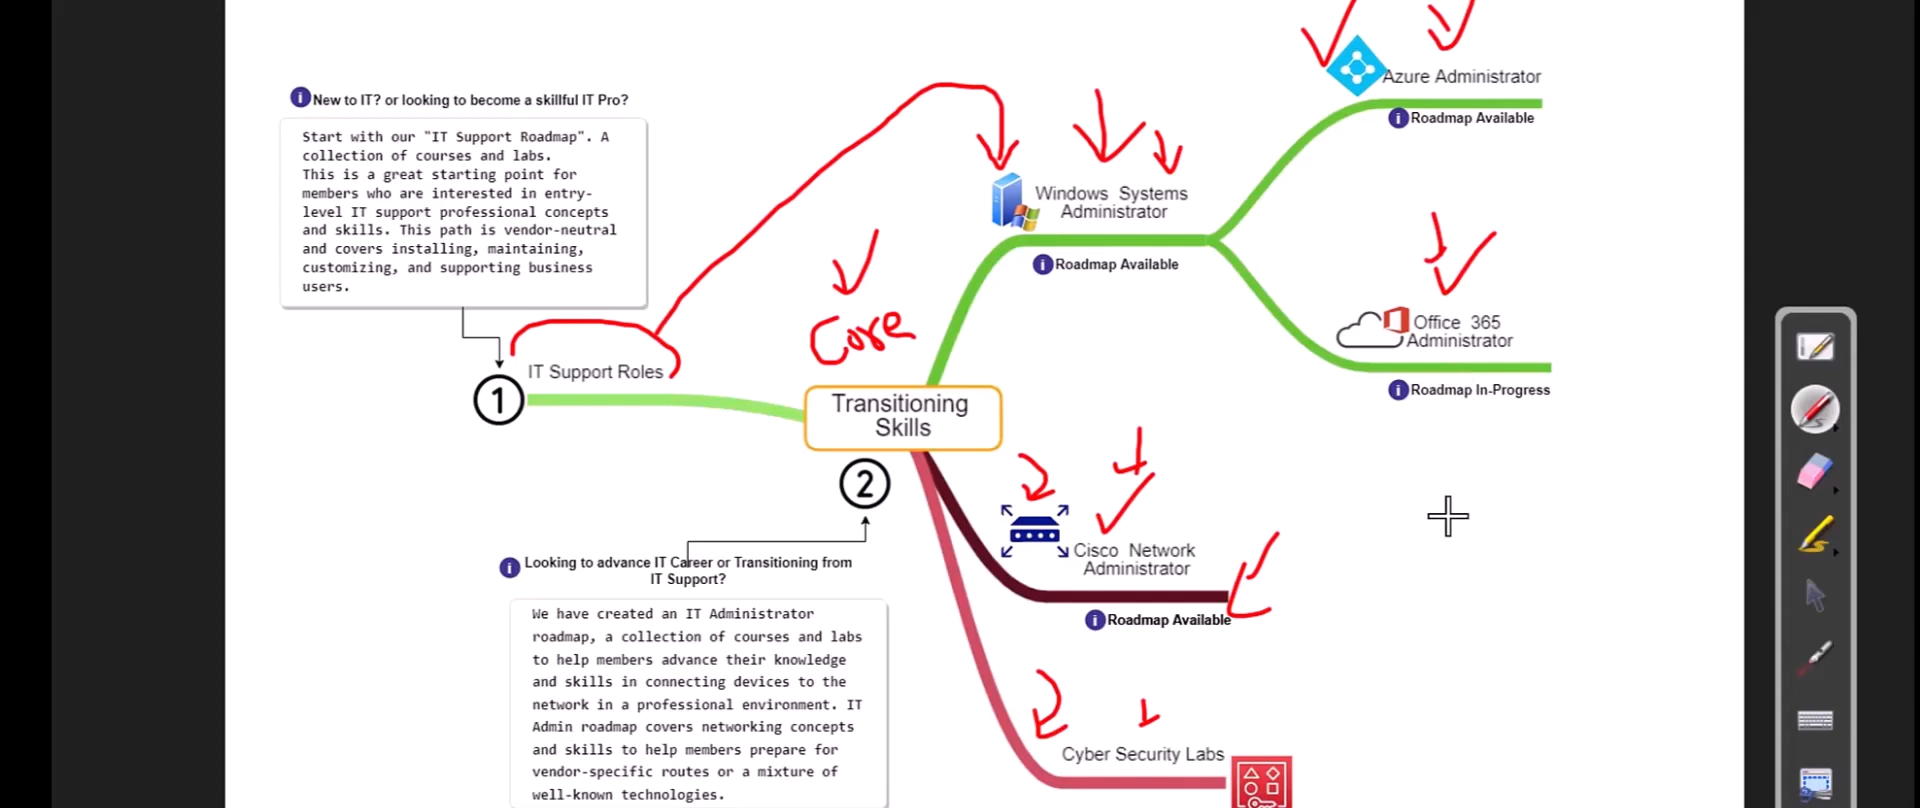 New to IT? or looking to become a skillful IT Pro?
Start with our "IT Support Roadmap". A
collection of courses and labs.
This is a great starting point for
members who are interested in entry-
level IT support professional concepts
and skills. This path is vendor-neutral
and covers installing, maintaining,
customizing, and supporting business
users.
1
IT Support Roles
Core
Transitioning
Skills
2
Looking to advance IT Career or Transitioning from
IT Support?
We have created an IT Administrator
roadmap, a collection of courses and labs
to help members advance their knowledge
and skills in connecting devices to the
network in a professional environment. IT
Admin roadmap covers networking concepts
and skills to help members prepare for
vendor-specific routes or a mixture of
well-known technologies.
Windows Systems
Administrator
Roadmap Available
Azure Administrator
Roadmap Available
Office 365
Administrator
Roadmap In-Progress
Cisco Network
Administrator
Roadmap Available
Cyber Security Labs